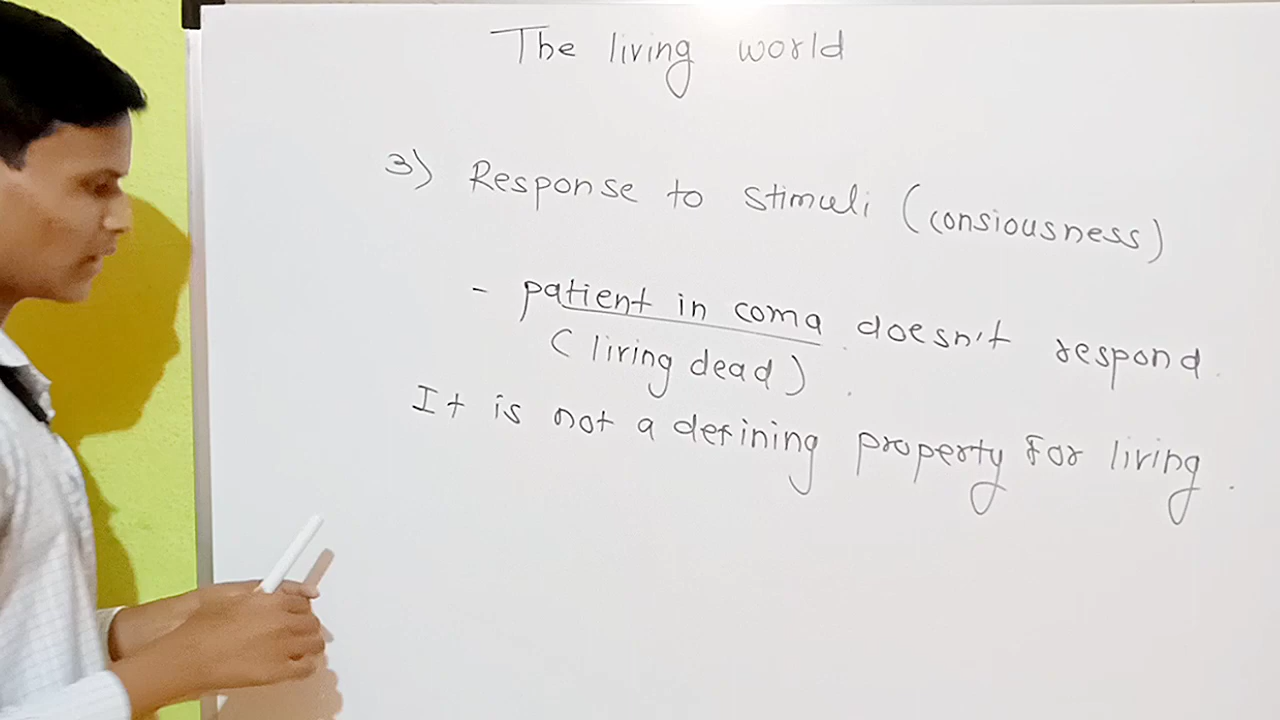 The living world
3) Response to stimuli (consiousness)
- patient in coma doesn't respond.
(living dead).
It is not a defining property for living.